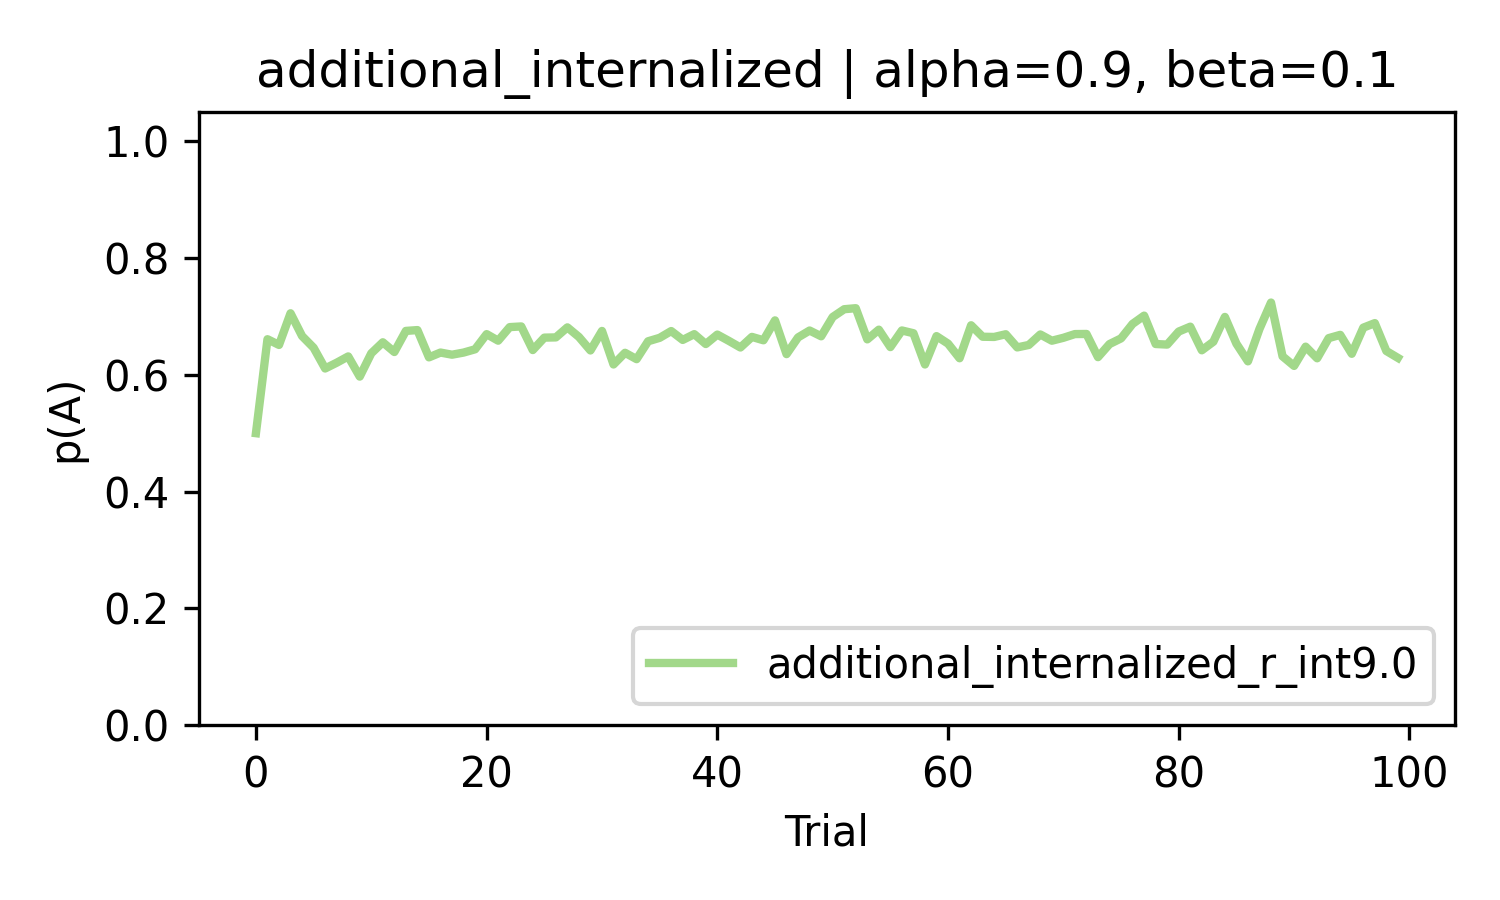 additional_internalized | alpha=0.9, beta=0.1
1.0
0.8
0.6
0.4
0.2
0.0
p(A)
additional_internalized_r_int9.0
0 20 40 60 80 100
Trial